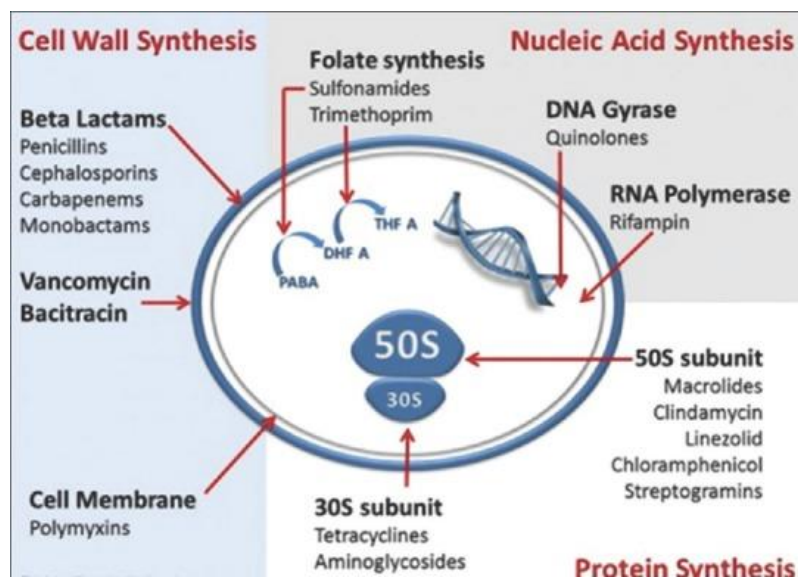 Cell Wall Synthesis
Nucleic Acid Synthesis
Folate synthesis
Sulfonamides
Trimethoprim
Beta Lactams
Penicillins
Cephalosporins
Carbapenems
Monobactams
DNA Gyrase
Quinolones
RNA Polymerase
Rifampin
THF A
DHF A
PABA
Vancomycin
Bacitracin
50S
30S
50S subunit
Macrolides
Clindamycin
Linezolid
Chloramphenicol
Streptogramins
Cell Membrane
Polymyxins
30S subunit
Tetracyclines
Aminoglycosides
Protein Synthesis